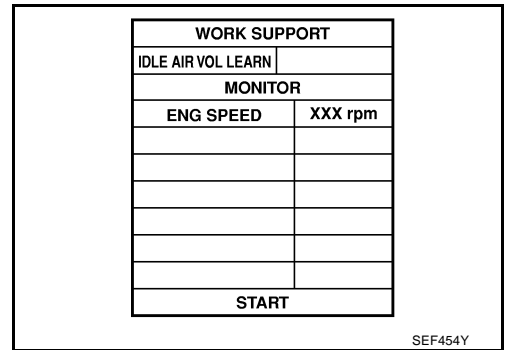 WORK SUPPORT
IDLE AIR VOL LEARN
MONITOR
ENG SPEED XXX rpm
START
SEF454Y